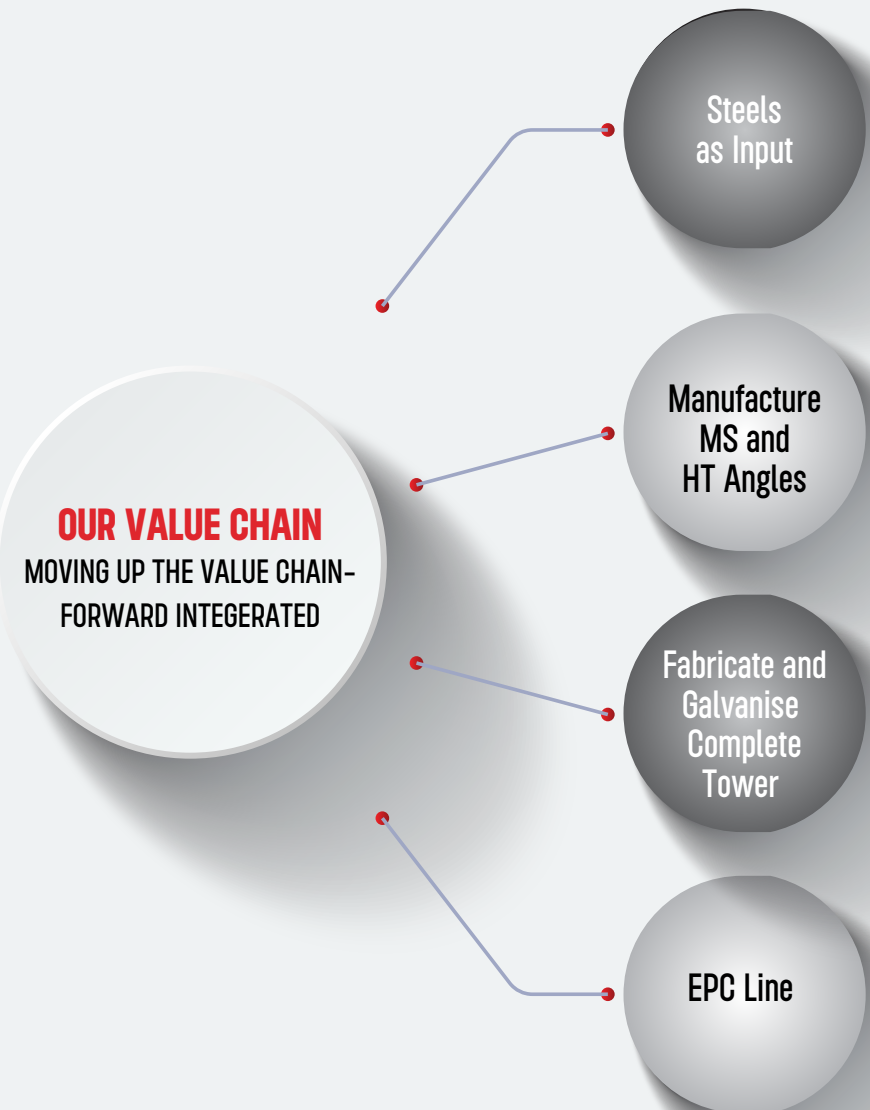 OUR VALUE CHAIN
MOVING UP THE VALUE CHAIN-
FORWARD INTEGERATED
Steels
as Input
Manufacture
MS and
HT Angles
Fabricate and
Galvanise
Complete
Tower
EPC Line